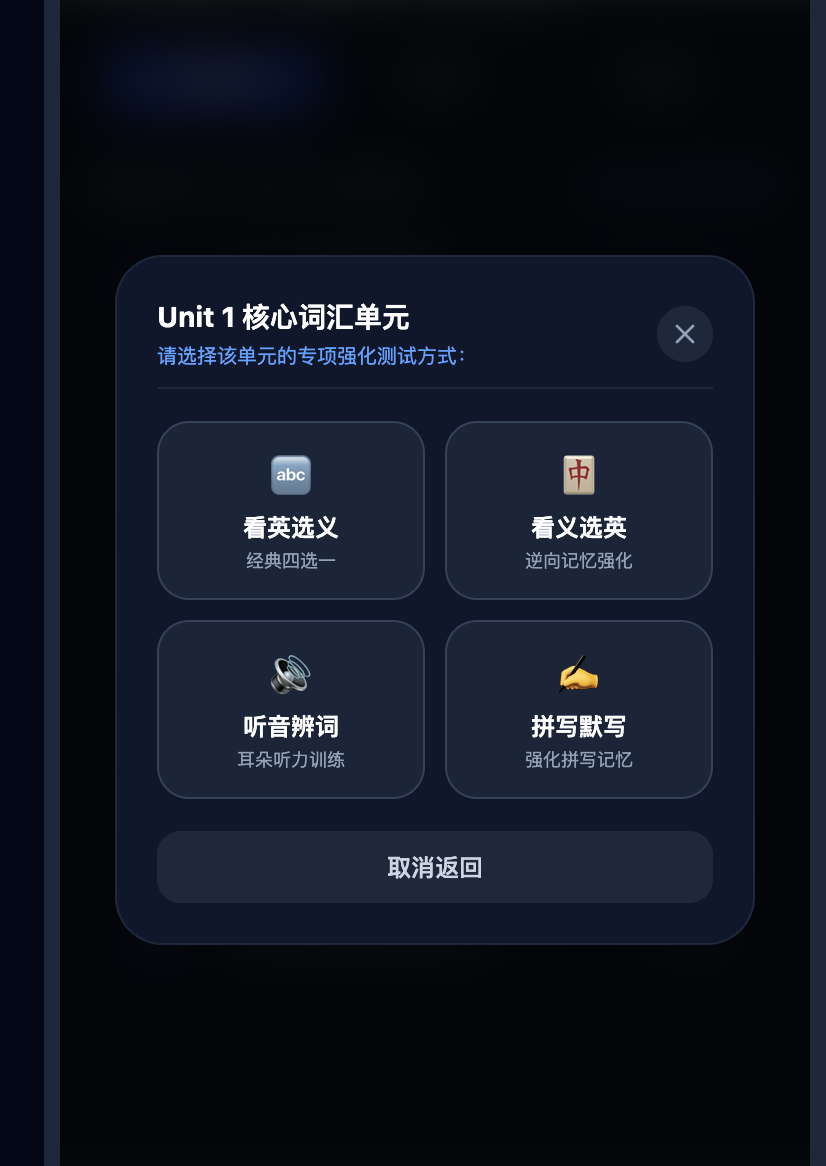 Unit 1 核心词汇单元
请选择该单元的专项强化测试方式：
abc
中
看英选义
看义选英
经典四选一
逆向记忆强化
听音辨词
拼写默写
耳朵听力训练
强化拼写记忆
取消返回